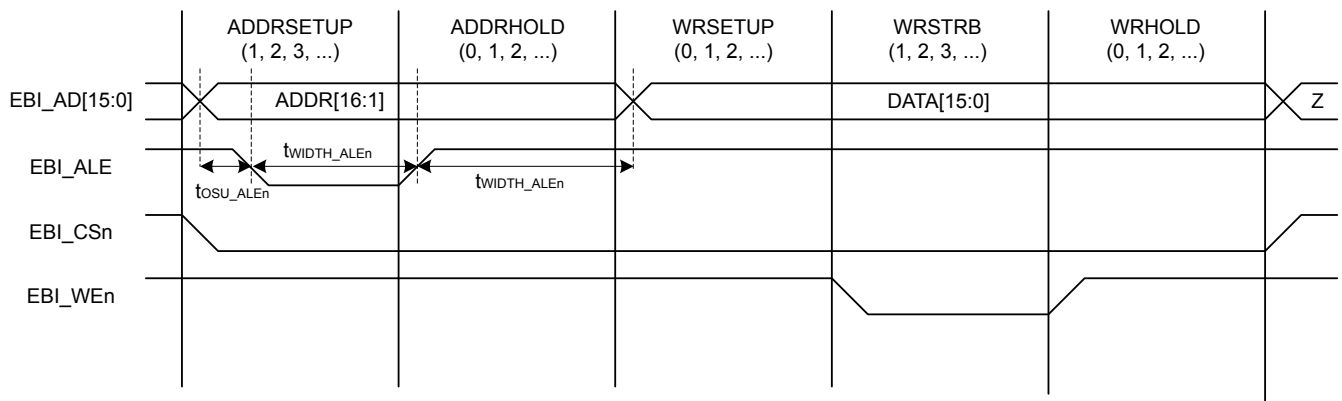 ADDRSETUP ADDRHOLD WRSETUP WRSTRB WRHOLD
(1, 2, 3, ...) (0, 1, 2, ...) (0, 1, 2, ...) (1, 2, 3, ...) (0, 1, 2, ...)
EBI_AD[15:0] ADDR[16:1] DATA[15:0] Z
EBI_ALE tWIDTH_ALEn
tOSU_ALEn tWIDTH_ALEn
EBI_CSn
EBI_WEn